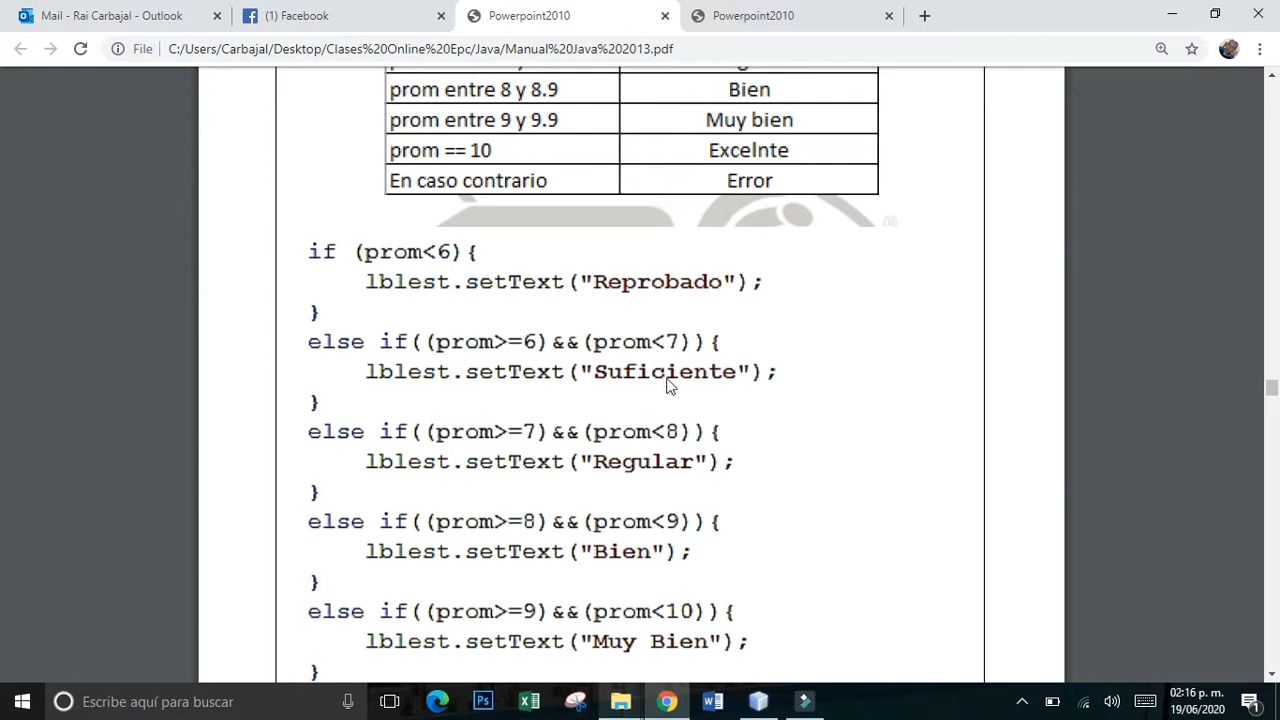 Mail - Rai Carbajal - Outlook
(1) Facebook
Powerpoint2010
Powerpoint2010
File
C:/Users/Carbajal/Desktop/Clases%20Online%20Epc/Java/Manual%20Java%202013.pdf
prom entre 8 y 8.9 Bien
prom entre 9 y 9.9 Muy bien
prom == 10 Excelnte
En caso contrario Error
if (prom<6){
lblest.setText("Reprobado");
}
else if((prom>=6)&&(prom<7)){
lblest.setText("Suficiente");
}
else if((prom>=7)&&(prom<8)){
lblest.setText("Regular");
}
else if((prom>=8)&&(prom<9)){
lblest.setText("Bien");
}
else if((prom>=9)&&(prom<10)){
lblest.setText("Muy Bien");
}
Escribe aquí para buscar
02:16 p. m.
19/06/2020